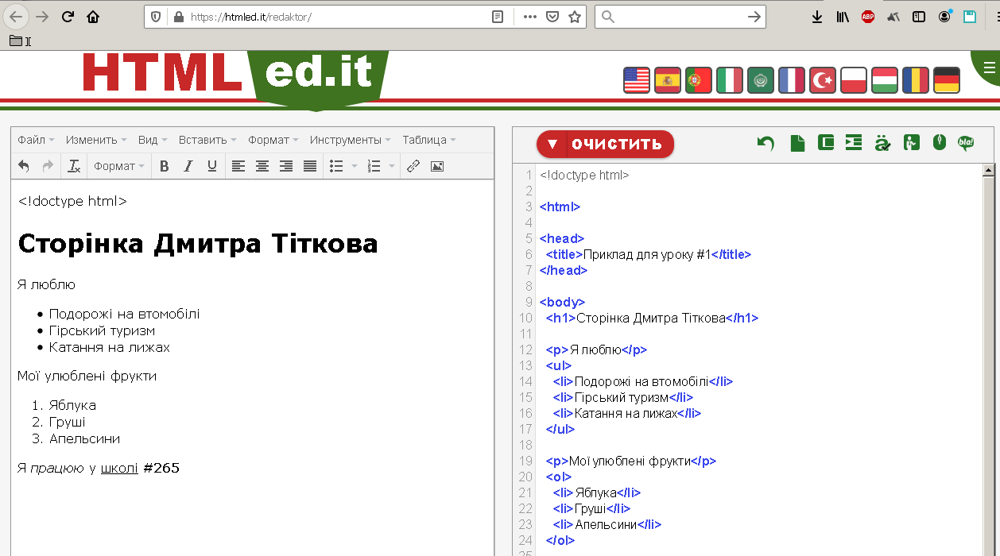 https://htmled.it/redaktor/
ABP
HTML ed.it
Файл Изменить Вид Вставить Формат Инструменты Таблица
Формат B I U
<!doctype html>
Сторінка Дмитра Тіткова
Я люблю
Подорожі на втомобілі
Гірський туризм
Катання на лижах
Мої улюблені фрукти
1. Яблука
2. Груші
3. Апельсини
Я працюю у школі #265
▼ ОЧИСТИТЬ
bla!
1 <!doctype html>
2
3 <html>
4
5 <head>
6 <title>Приклад для уроку #1</title>
7 </head>
8
9 <body>
10 <h1>Сторінка Дмитра Тіткова</h1>
11
12 <p>Я люблю</p>
13 <ul>
14 <li>Подорожі на втомобілі</li>
15 <li>Гірський туризм</li>
16 <li>Катання на лижах</li>
17 </ul>
18
19 <p>Мої улюблені фрукти</p>
20 <ol>
21 <li>Яблука</li>
22 <li>Груші</li>
23 <li>Апельсини</li>
24 </ol>
25